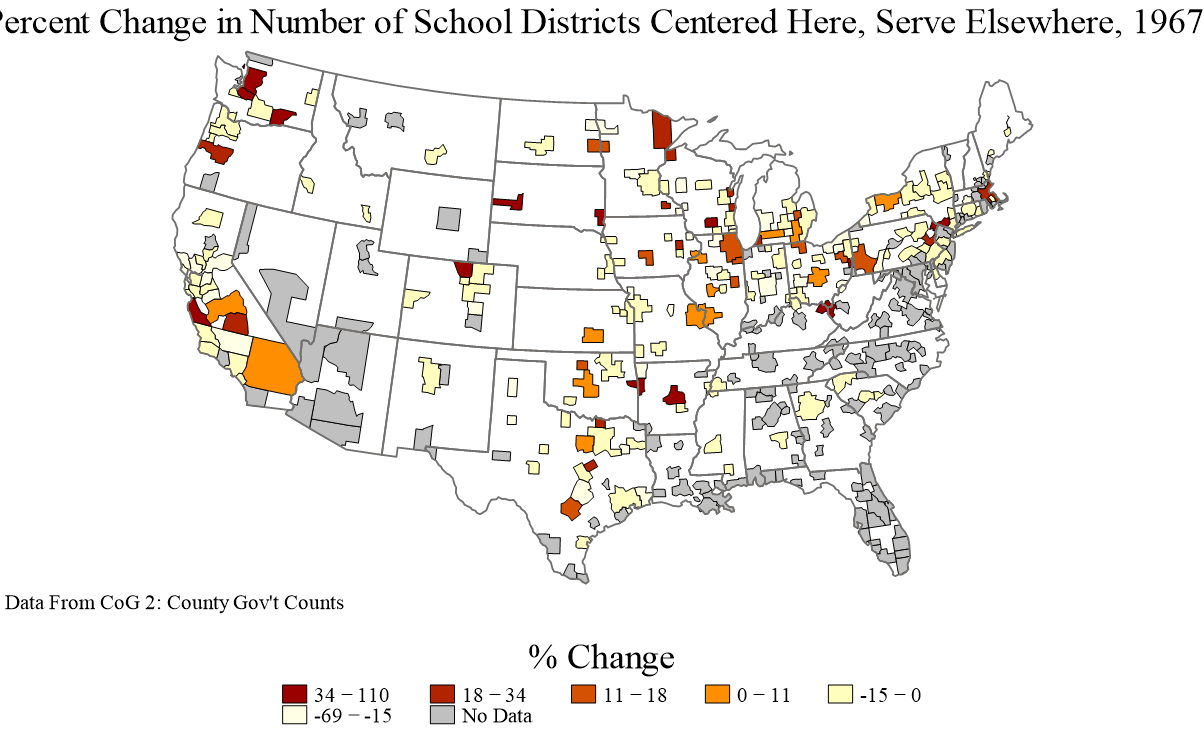 ercent Change in Number of School Districts Centered Here, Serve Elsewhere, 1967
Data From CoG 2: County Gov't Counts
% Change
34 − 110 18 − 34 11 − 18 0 − 11 -15 − 0
-69 − -15 No Data